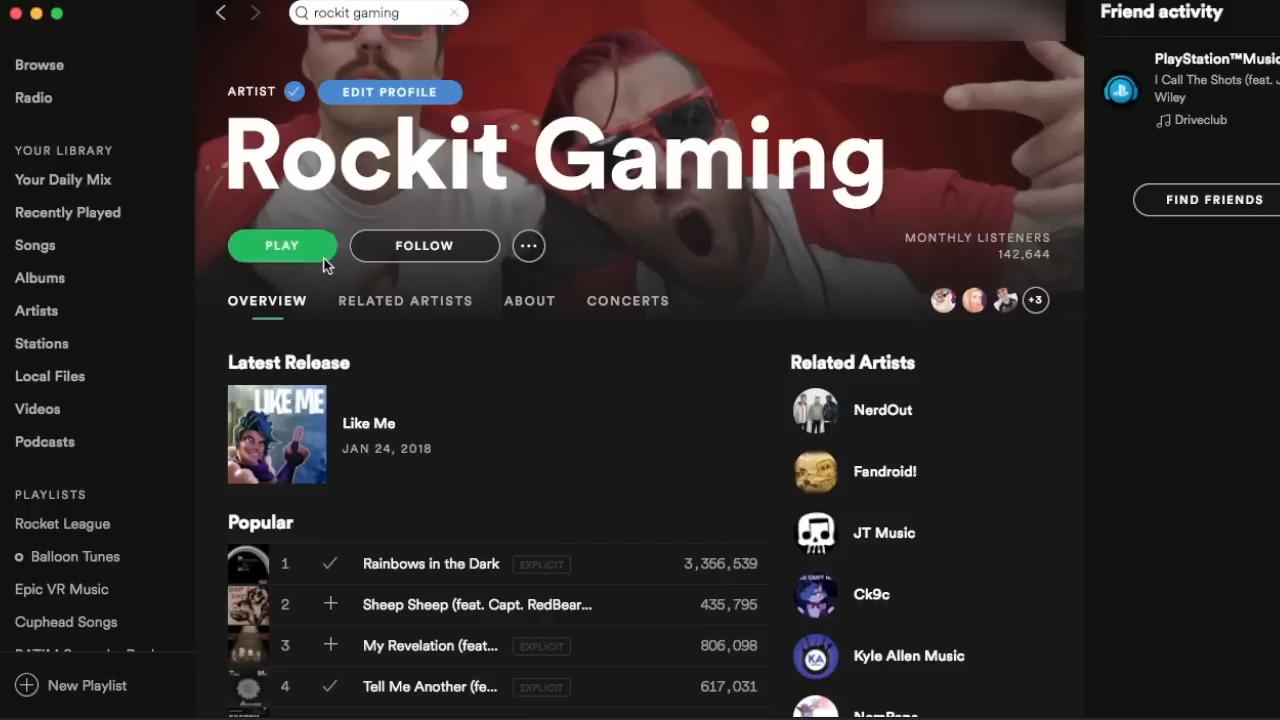 rockit gaming
Friend activity
Browse
Radio
YOUR LIBRARY
Your Daily Mix
Recently Played
Songs
Albums
Artists
Stations
Local Files
Videos
Podcasts
PLAYLISTS
Rocket League
Balloon Tunes
Epic VR Music
Cuphead Songs
New Playlist
ARTIST
EDIT PROFILE
Rockit Gaming
PLAY
FOLLOW
MONTHLY LISTENERS
142,644
OVERVIEW
RELATED ARTISTS
ABOUT
CONCERTS
+3
Latest Release
LIKE ME
Like Me
JAN 24, 2018
Popular
1 Rainbows in the Dark EXPLICIT 3,356,539
2 Sheep Sheep (feat. Capt. RedBear... 435,795
3 My Revelation (feat... EXPLICIT 806,098
4 Tell Me Another (fe... EXPLICIT 617,031
Related Artists
NerdOut
Fandroid!
JT Music
Ck9c
Kyle Allen Music
KA
PlayStation™Music
I Call The Shots (feat.
Wiley
Driveclub
FIND FRIENDS